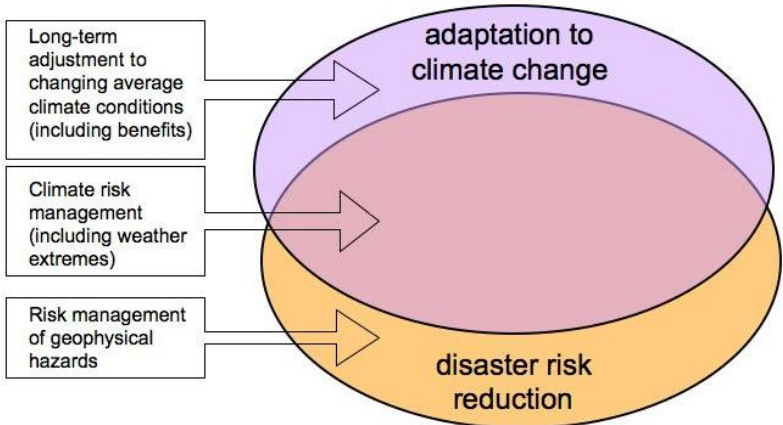 Long-term
adjustment to
changing average
climate conditions
(including benefits)
adaptation to
climate change
Climate risk
management
(including weather
extremes)
Risk management
of geophysical
hazards
disaster risk
reduction